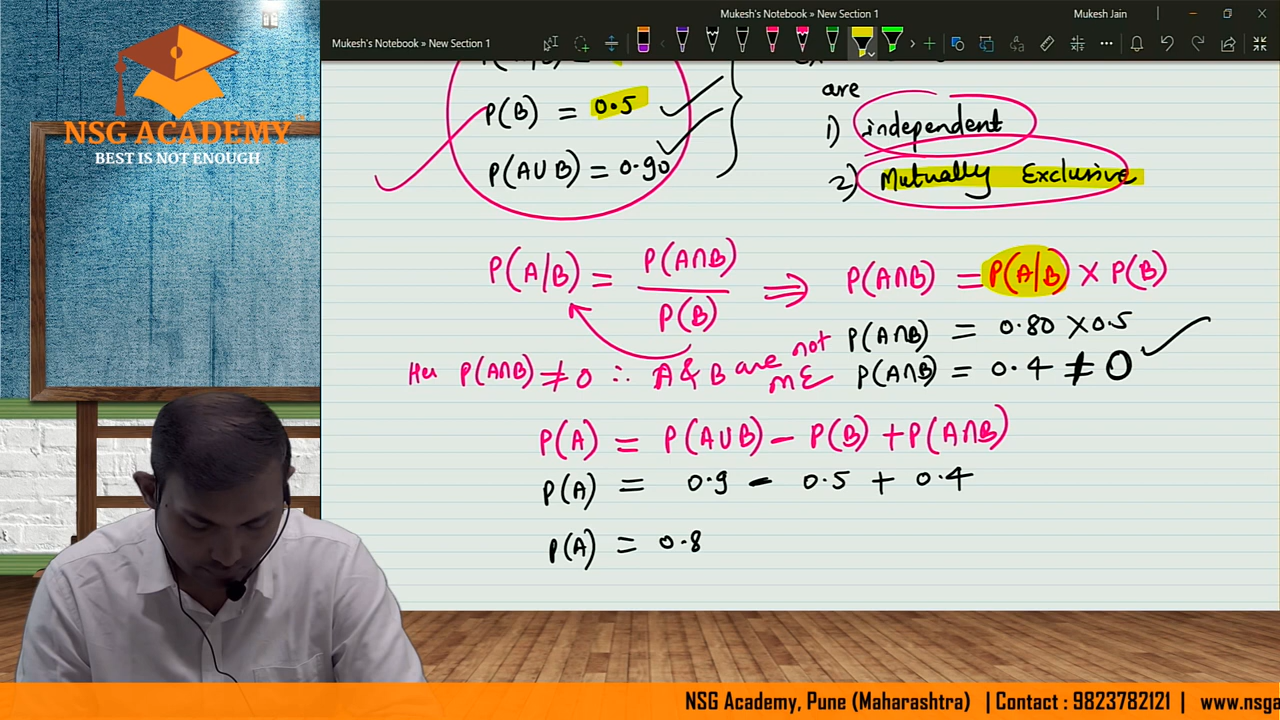 Mukesh's Notebook » New Section 1
Mukesh Jain
Mukesh's Notebook » New Section 1
NSG ACADEMY
BEST IS NOT ENOUGH
P(B) = 0.5
P(A∪B) = 0.90
are
1) independent
2) Mutually Exclusive
P(A/B) = P(A∩B) / P(B) ⇒ P(A∩B) = P(A/B) × P(B)
P(A∩B) = 0.80 × 0.5
P(A∩B) = 0.4 ≠ 0
Her P(A∩B) ≠ 0 ∴ A & B are not ME
P(A) = P(A∪B) - P(B) + P(A∩B)
P(A) = 0.9 - 0.5 + 0.4
P(A) = 0.8
NSG Academy, Pune (Maharashtra) | Contact : 9823782121 | www.nsga